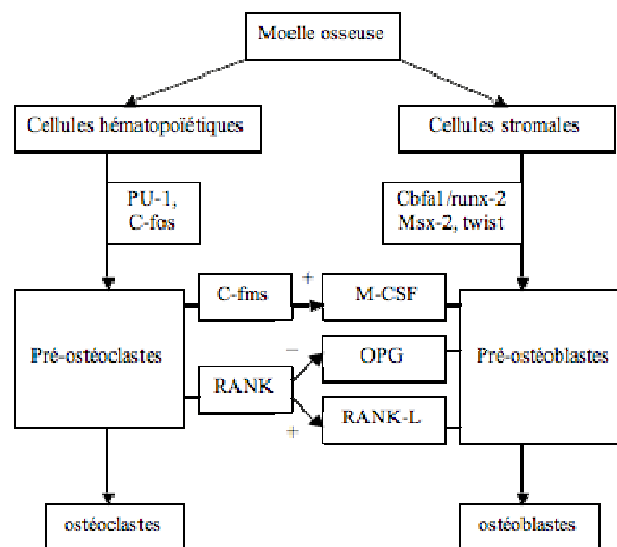 Moelle osseuse
Cellules hématopoïétiques
Cellules stromales
PU-1,
C-fos
Cbfa1/runx-2
Msx-2, twist
C-fms
+
M-CSF
Pré-ostéoclastes
Pré-ostéoblastes
–
OPG
RANK
+
RANK-L
ostéoclastes
ostéoblastes